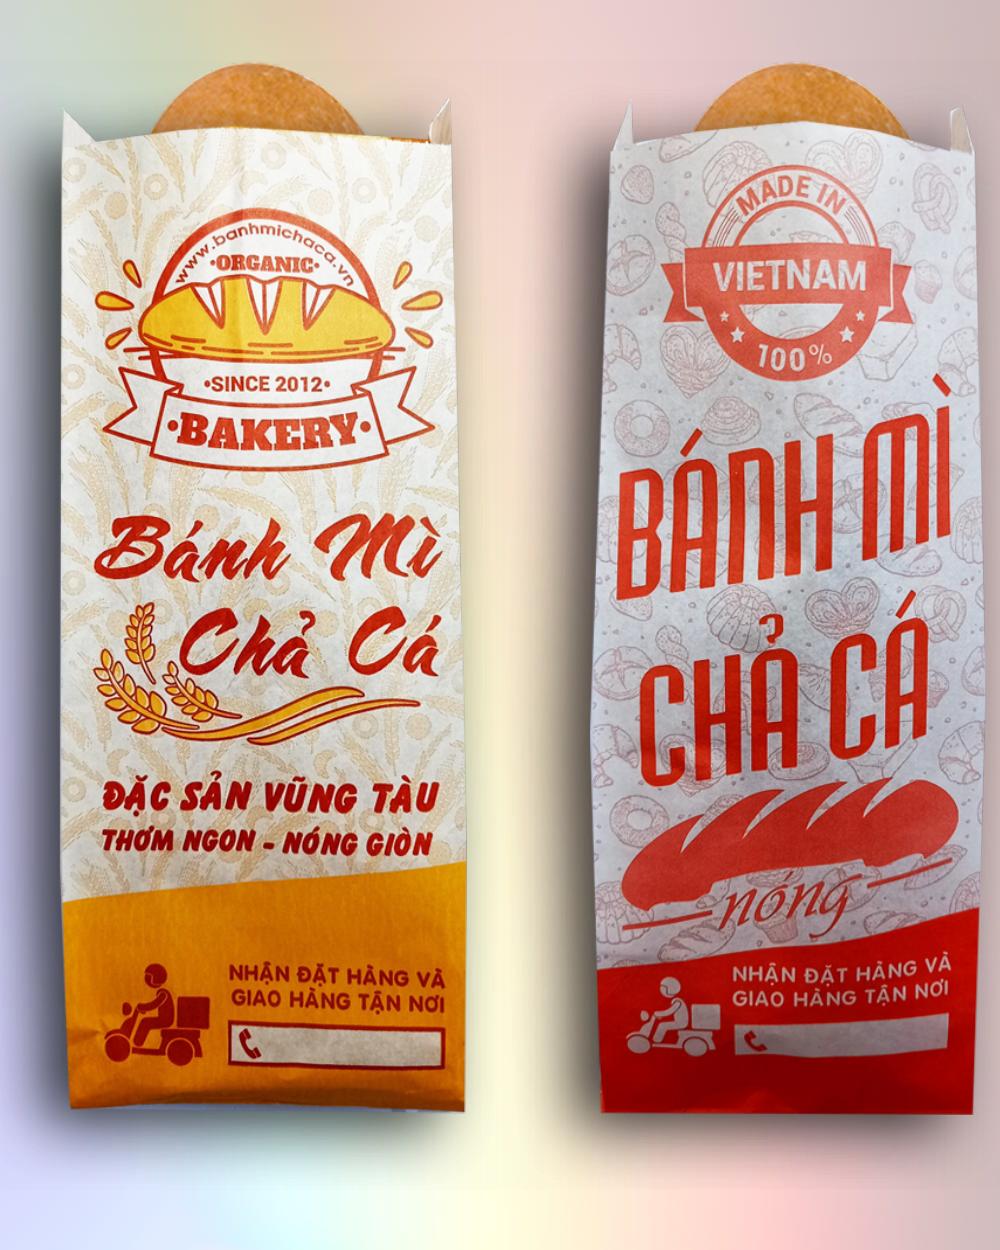 www.banhmichaca.vn
•ORGANIC•
•SINCE 2012•
•BAKERY•
Bánh Mì
Chả Cá
ĐẶC SẢN VŨNG TÀU
THƠM NGON - NÓNG GIÒN
NHẬN ĐẶT HÀNG VÀ
GIAO HÀNG TẬN NƠI
MADE IN
VIETNAM
100%
BÁNH MÌ
CHẢ CÁ
nóng
NHẬN ĐẶT HÀNG VÀ
GIAO HÀNG TẬN NƠI